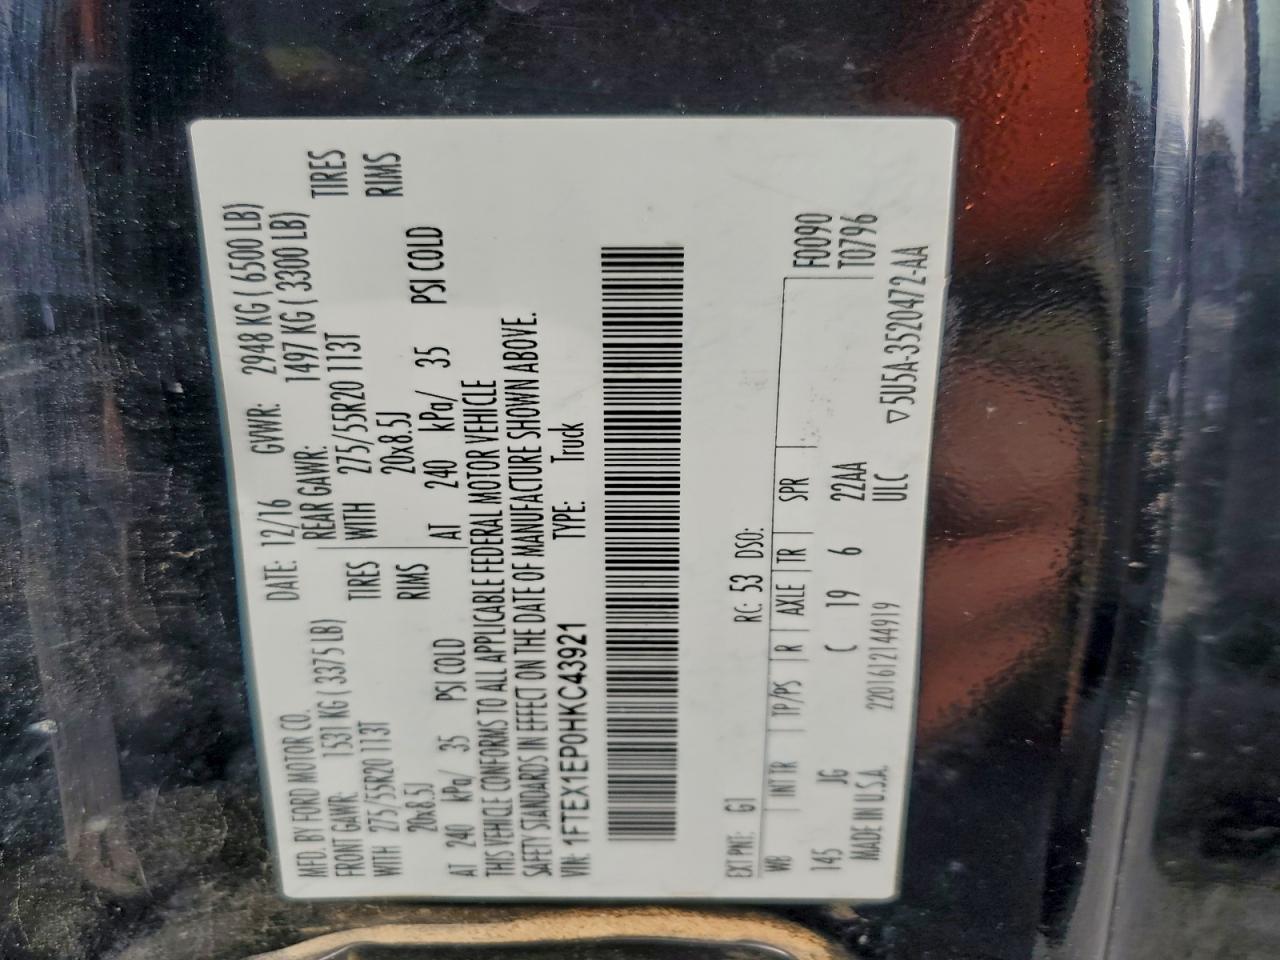 MFD. BY FORD MOTOR CO. DATE: 12/16 GVWR: 2948 KG ( 6500 LB)
FRONT GAWR: 1531 KG ( 3375 LB) REAR GAWR: 1497 KG ( 3300 LB)
WITH 275/55R20 113T TIRES WITH 275/55R20 113T TIRES
20x8.5J RIMS 20x8.5J RIMS
AT 240 kPa/ 35 PSI COLD AT 240 kPa/ 35 PSI COLD
THIS VEHICLE CONFORMS TO ALL APPLICABLE FEDERAL MOTOR VEHICLE
SAFETY STANDARDS IN EFFECT ON THE DATE OF MANUFACTURE SHOWN ABOVE.
VIN: 1FTEX1EP0HKC43921 TYPE: Truck
EXT PNT: G1 RC: 53 DSO:
WB INT TR TP/PS R AXLE TR SPR F0090
145 JG C 19 6 22AA T0796
MADE IN U.S.A. 220161214 4919 ULC
▽5U5A-3520472-AA